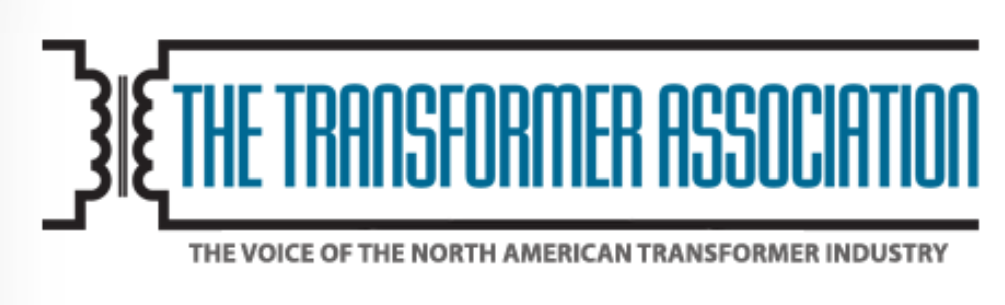 THE TRANSFORMER ASSOCIATION
THE VOICE OF THE NORTH AMERICAN TRANSFORMER INDUSTRY